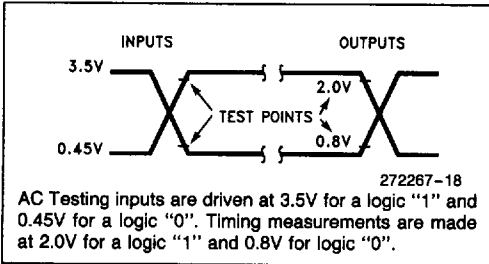 INPUTS OUTPUTS
3.5V 2.0V
TEST POINTS
0.45V 0.8V
272267-18
AC Testing inputs are driven at 3.5V for a logic "1" and
0.45V for a logic "0". Timing measurements are made
at 2.0V for a logic "1" and 0.8V for logic "0".